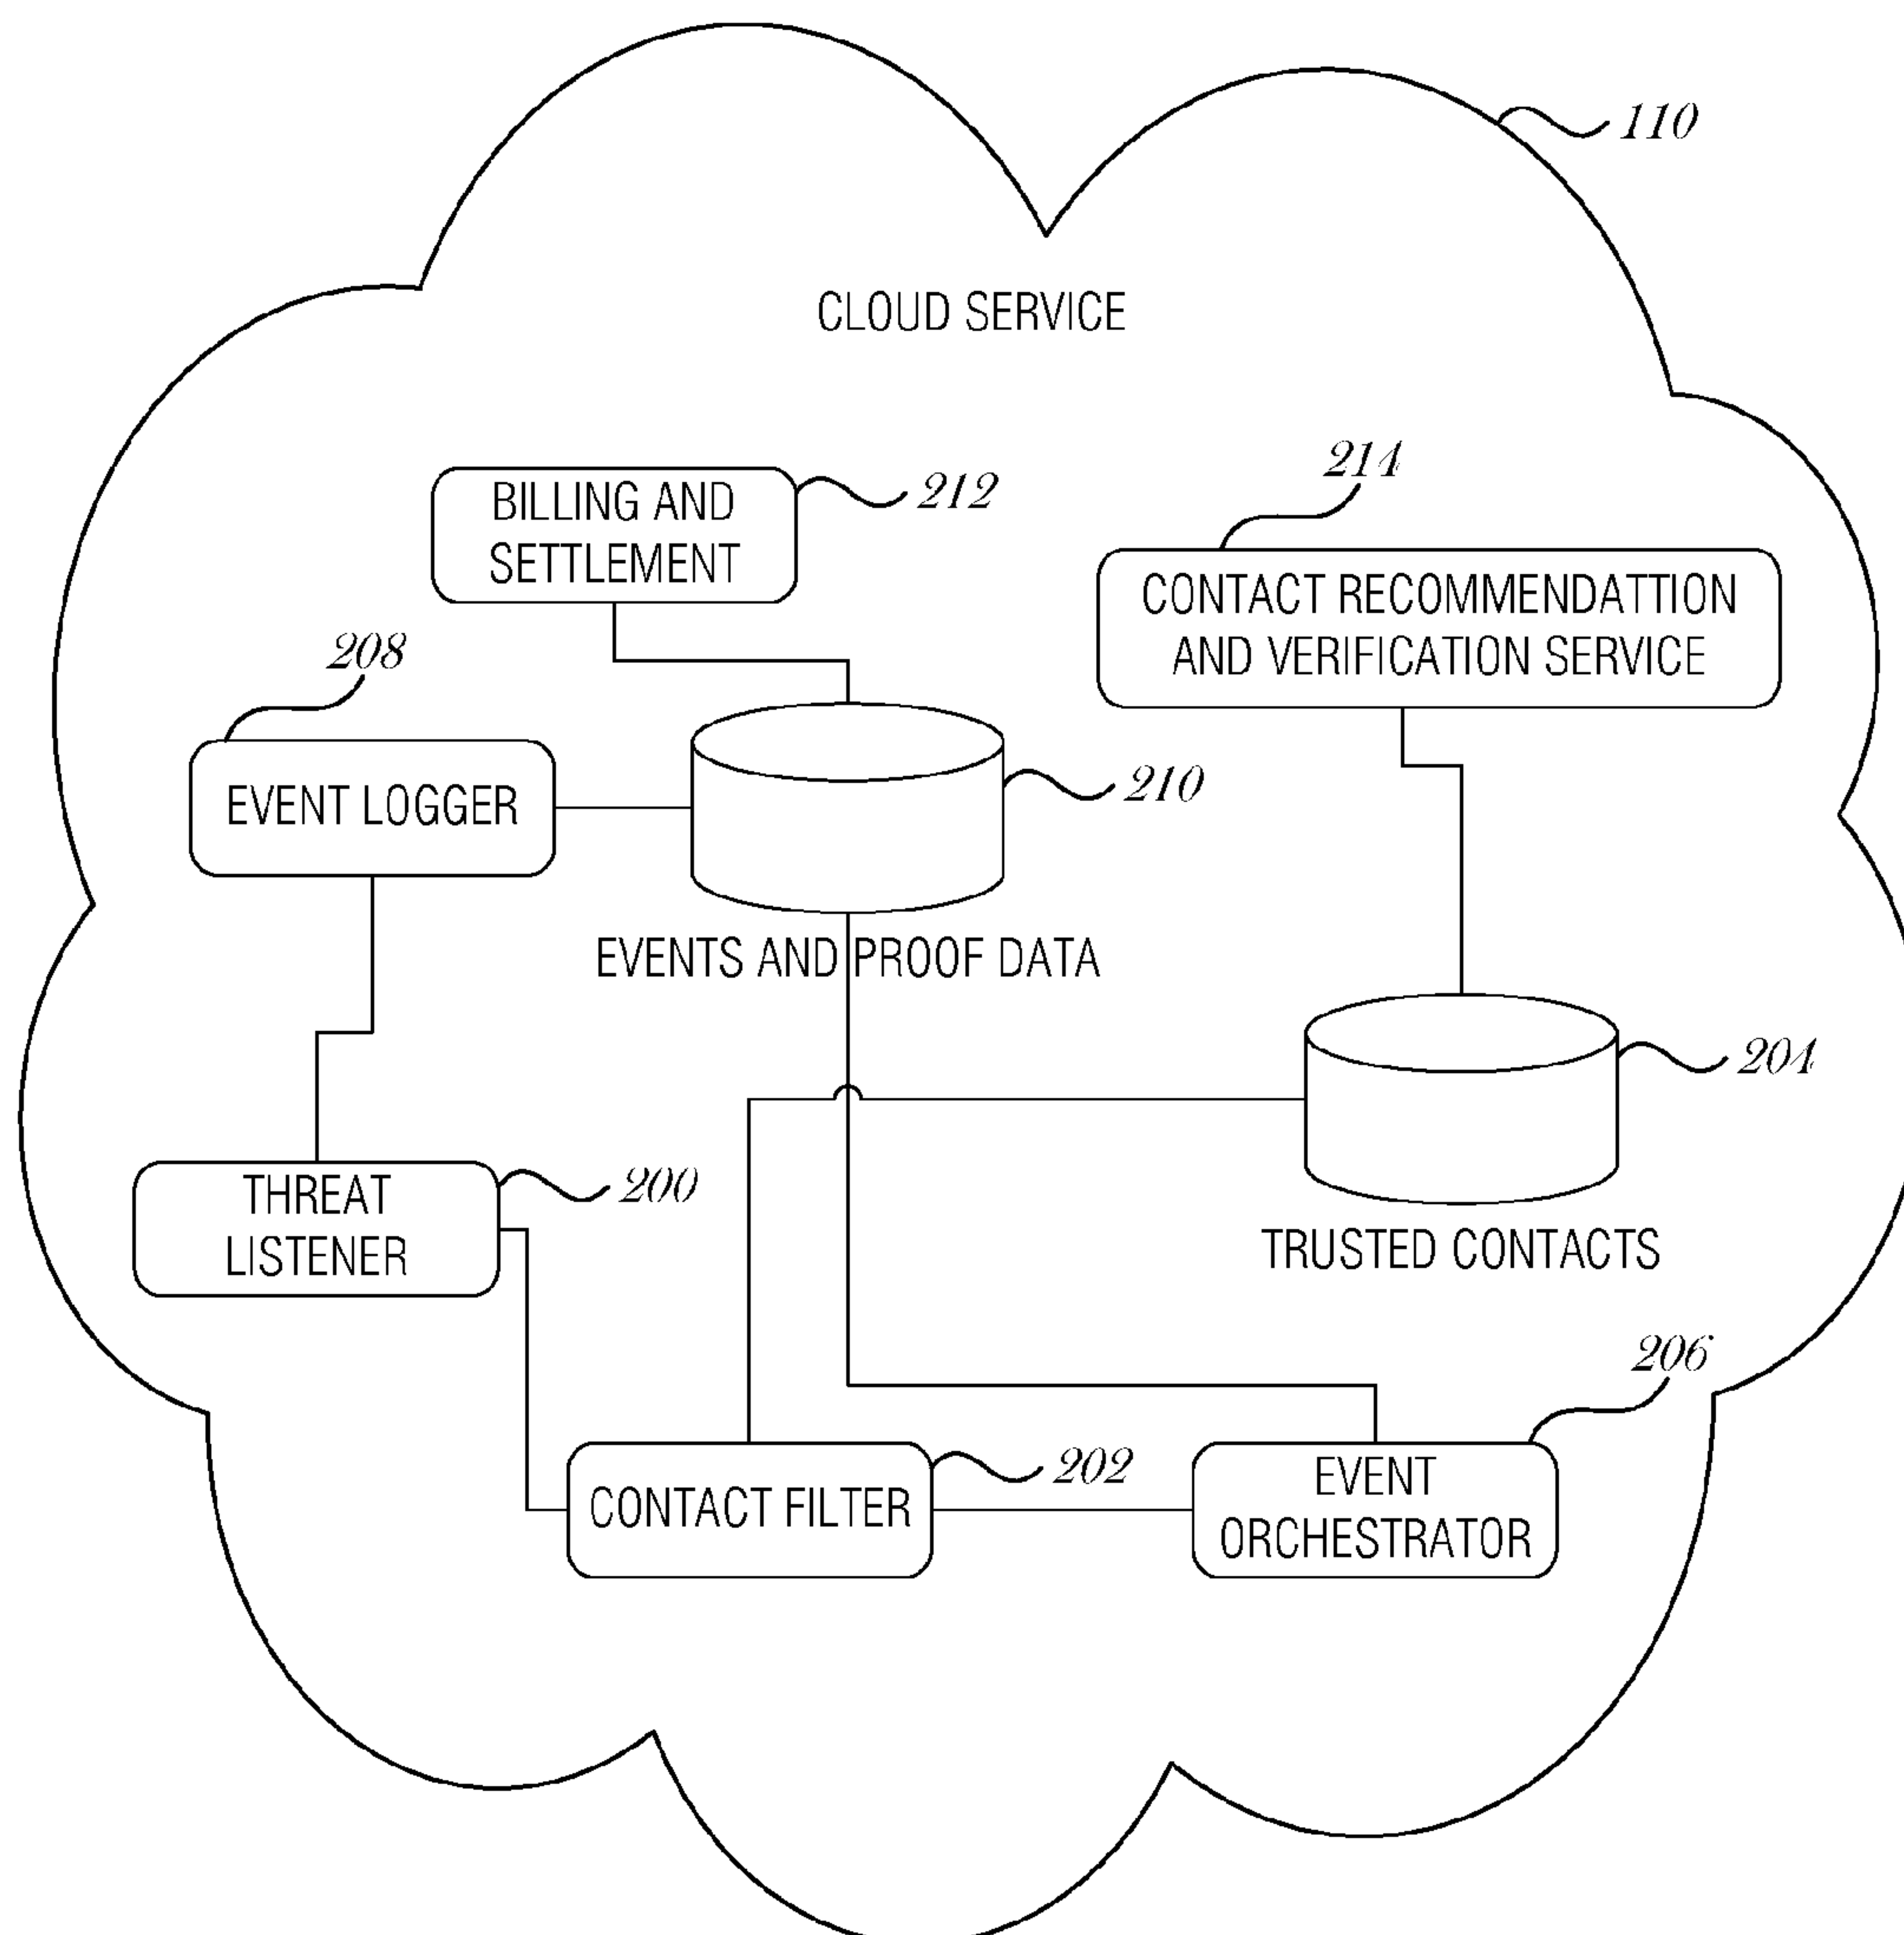 110
CLOUD SERVICE
214
BILLING AND
SETTLEMENT
212
CONTACT RECOMMENDATTION
AND VERIFICATION SERVICE
208
EVENT LOGGER
210
EVENTS AND PROOF DATA
204
THREAT
LISTENER
200
TRUSTED CONTACTS
206
CONTACT FILTER
202
EVENT
ORCHESTRATOR